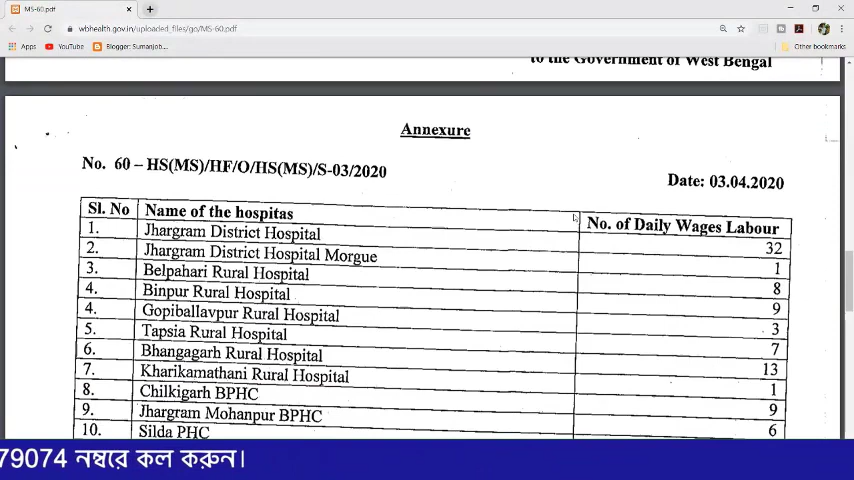 MS-60.pdf
wbhealth.gov.in/uploaded_files/go/MS-60.pdf
Apps YouTube Blogger: Sumanjob.... Other bookmarks
to the Government of West Bengal
Annexure
No. 60 – HS(MS)/HF/O/HS(MS)/S-03/2020
Date: 03.04.2020
Sl. No Name of the hospitas No. of Daily Wages Labour
1. Jhargram District Hospital 32
2. Jhargram District Hospital Morgue 1
3. Belpahari Rural Hospital 8
4. Binpur Rural Hospital 9
4. Gopiballavpur Rural Hospital 3
5. Tapsia Rural Hospital 7
6. Bhangagarh Rural Hospital 13
7. Kharikamathani Rural Hospital 1
8. Chilkigarh BPHC 9
9. Jhargram Mohanpur BPHC 6
10. Silda PHC
79074 নম্বরে কল করুন।